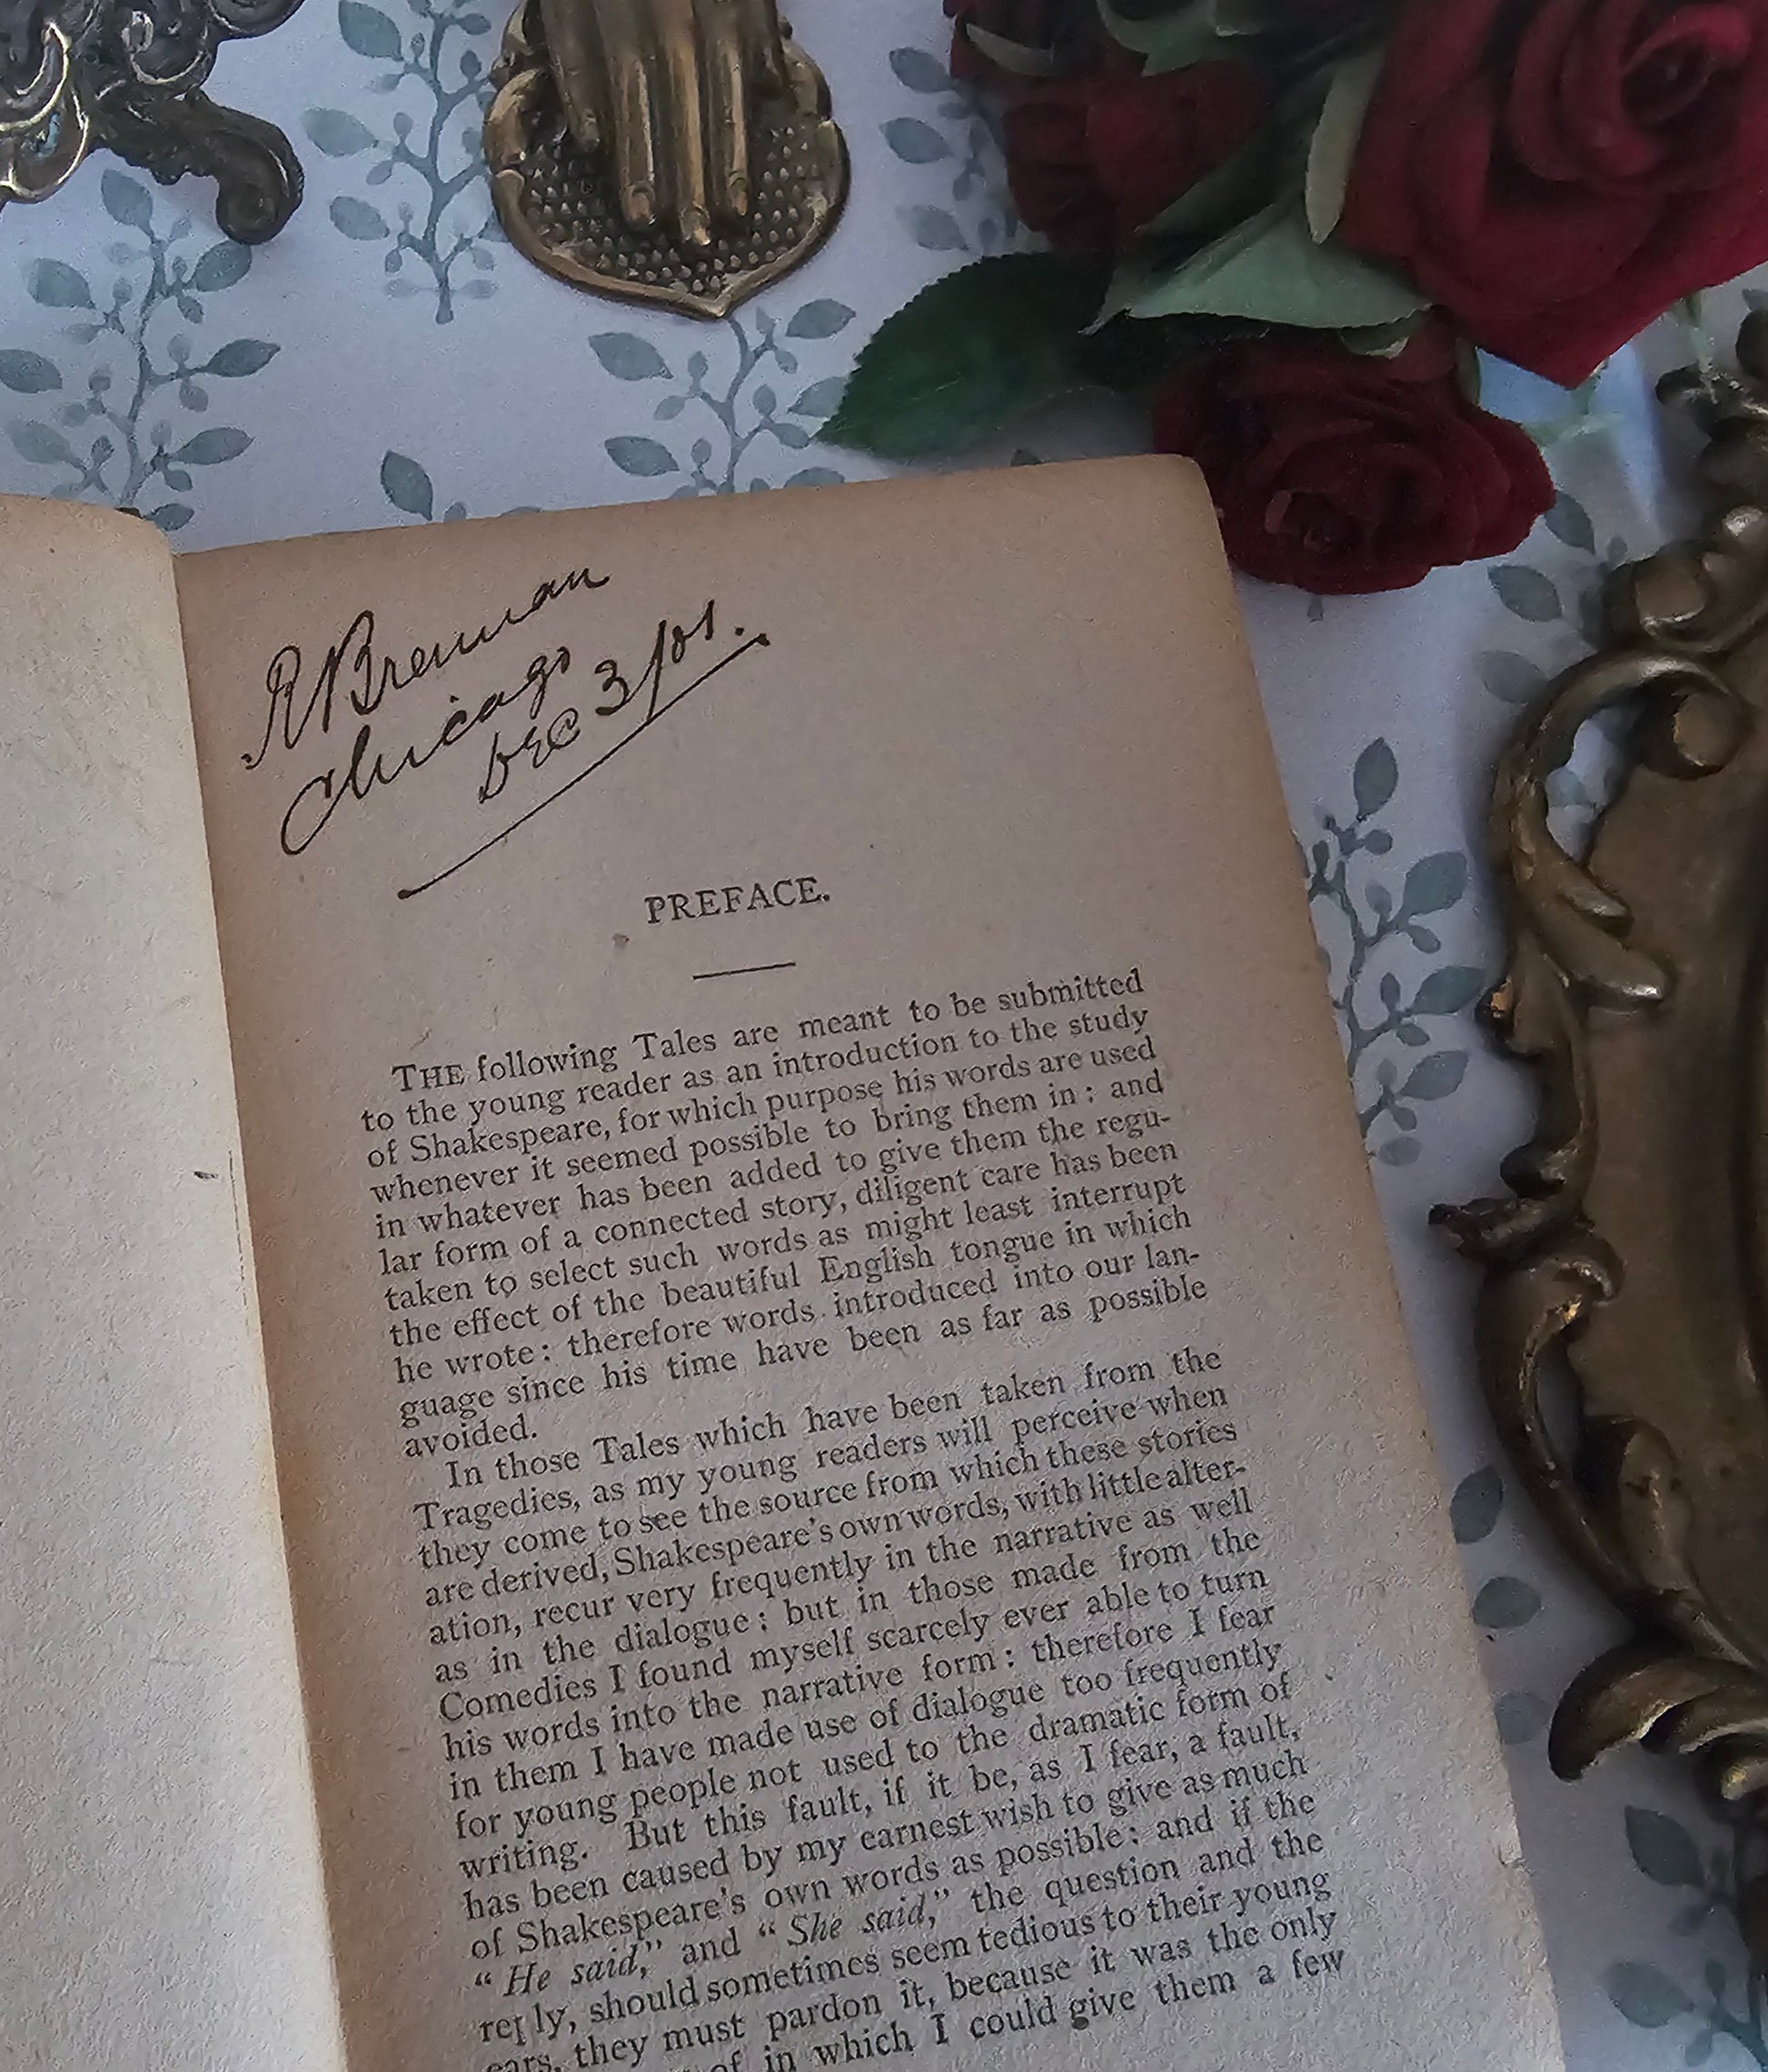 R Brennan
Chicago
Dec 3/01.
PREFACE.
THE following Tales are meant to be submitted
to the young reader as an introduction to the study
of Shakespeare, for which purpose his words are used
whenever it seemed possible to bring them in: and
in whatever has been added to give them the regu-
lar form of a connected story, diligent care has been
taken to select such words as might least interrupt
the effect of the beautiful English tongue in which
he wrote: therefore words introduced into our lan-
guage since his time have been as far as possible
avoided.
In those Tales which have been taken from the
Tragedies, as my young readers will perceive when
they come to see the source from which these stories
are derived, Shakespeare's own words, with little alter-
ation, recur very frequently in the narrative as well
as in the dialogue: but in those made from the
Comedies I found myself scarcely ever able to turn
his words into the narrative form: therefore I fear
in them I have made use of dialogue too frequently
for young people not used to the dramatic form of
writing. But this fault, if it be, as I fear, a fault,
has been caused by my earnest wish to give as much
of Shakespeare's own words as possible: and if the
"He said," and "She said," the question and the
reply, should sometimes seem tedious to their young
ears, they must pardon it, because it was the only
of in which I could give them a few